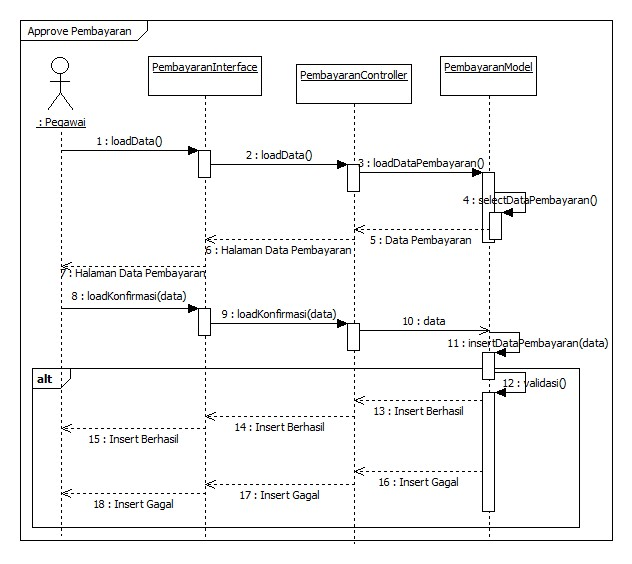 Approve Pembayaran
PembayaranInterface
PembayaranController
PembayaranModel
: Pegawai
1 : loadData()
2 : loadData()
3 : loadDataPembayaran()
4 : selectDataPembayaran()
5 : Data Pembayaran
6 : Halaman Data Pembayaran
7 : Halaman Data Pembayaran
8 : loadKonfirmasi(data)
9 : loadKonfirmasi(data)
10 : data
11 : insertDataPembayaran(data)
alt
12 : validasi()
13 : Insert Berhasil
14 : Insert Berhasil
15 : Insert Berhasil
16 : Insert Gagal
17 : Insert Gagal
18 : Insert Gagal